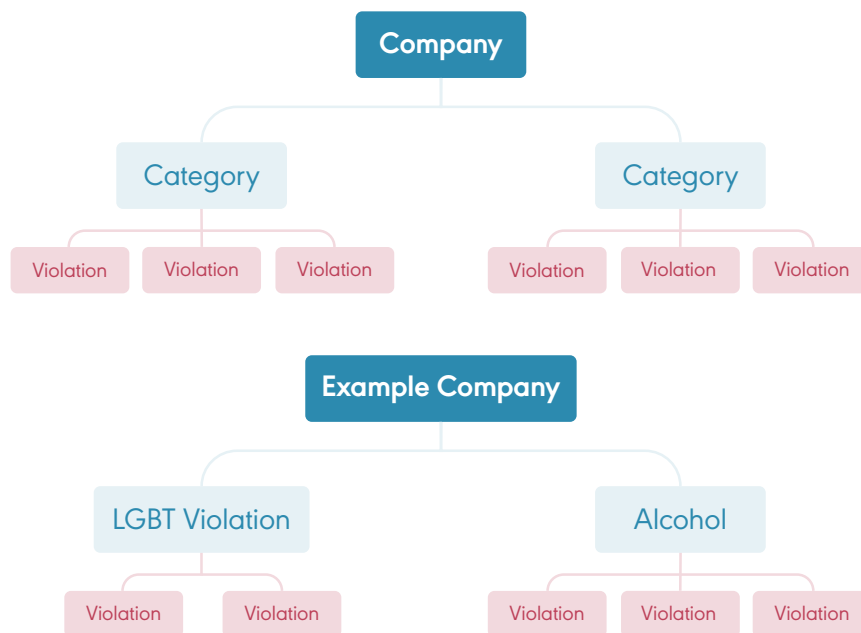 Company
Category Category
Violation Violation Violation Violation Violation Violation
Example Company
LGBT Violation Alcohol
Violation Violation Violation Violation Violation